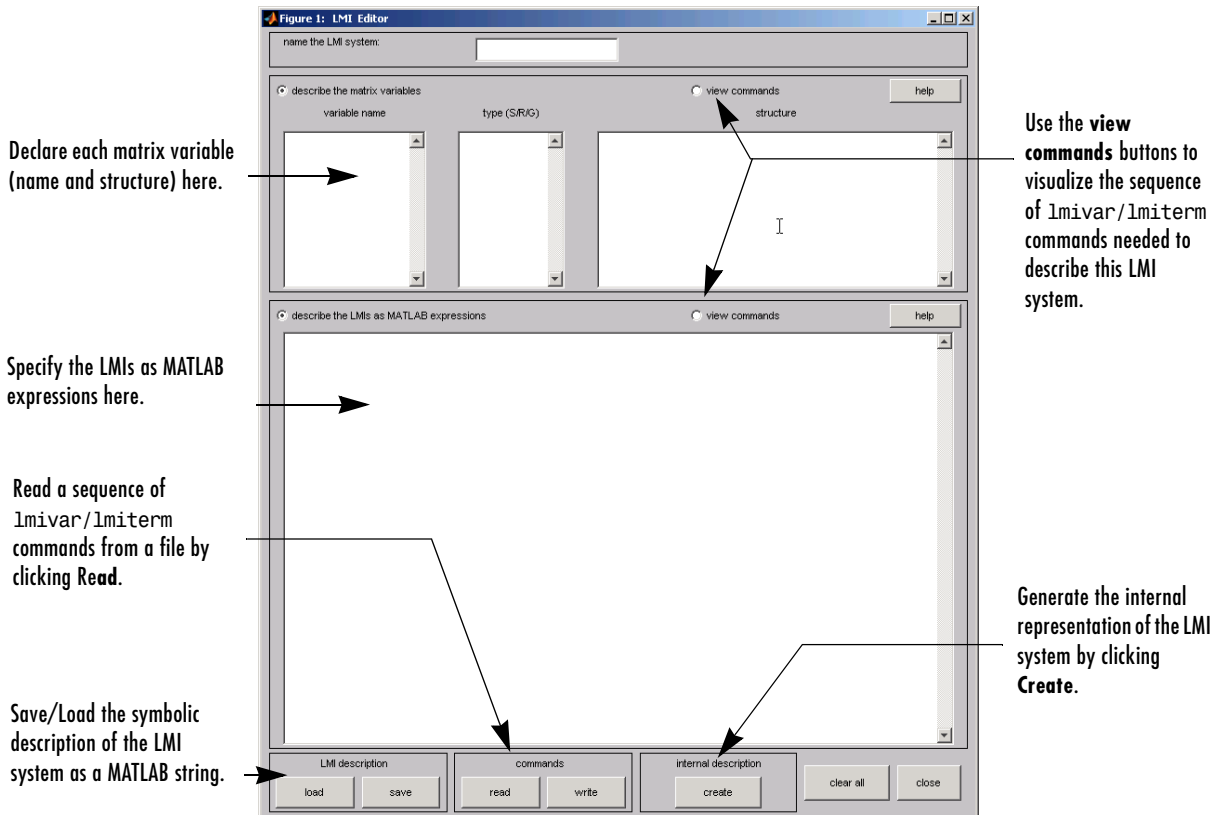 Figure 1: LMI Editor
name the LMI system:
describe the matrix variables
view commands
help
variable name
type (S/R/G)
structure
Declare each matrix variable
(name and structure) here.
Use the view
commands buttons to
visualize the sequence
of lmivar/lmiterm
commands needed to
describe this LMI
system.
describe the LMIs as MATLAB expressions
view commands
help
Specify the LMIs as MATLAB
expressions here.
Read a sequence of
lmivar/lmiterm
commands from a file by
clicking Read.
Generate the internal
representation of the LMI
system by clicking
Create.
Save/Load the symbolic
description of the LMI
system as a MATLAB string.
LMI description
commands
internal description
load
save
read
write
create
clear all
close